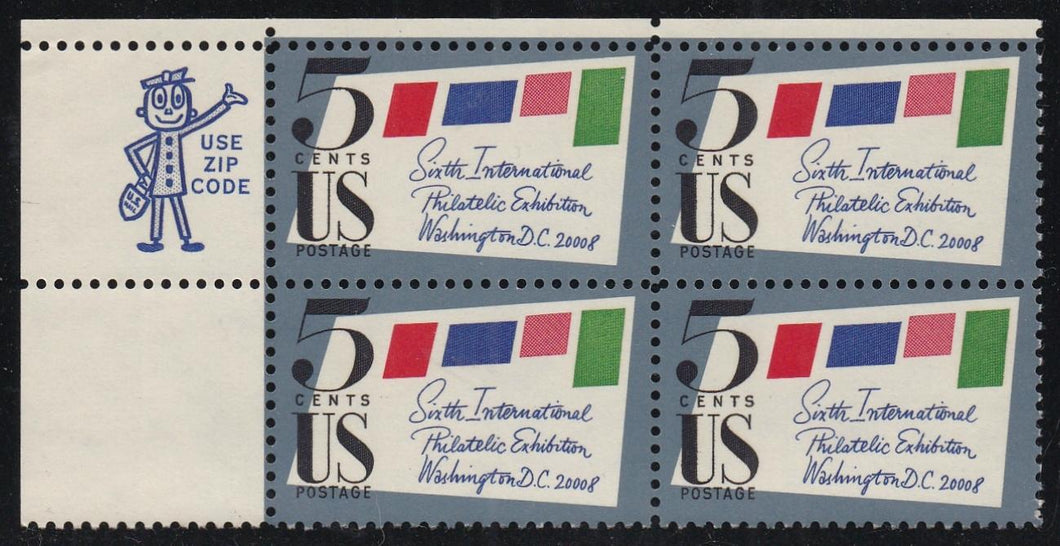 USE
ZIP
CODE
U.S.
MAIL
5
CENTS
US
POSTAGE
Sixth International
Philatelic Exhibition
Washington D.C. 20008
5
CENTS
US
POSTAGE
Sixth International
Philatelic Exhibition
Washington D.C. 20008
5
CENTS
US
POSTAGE
Sixth International
Philatelic Exhibition
Washington D.C. 20008
5
CENTS
US
POSTAGE
Sixth International
Philatelic Exhibition
Washington D.C. 20008